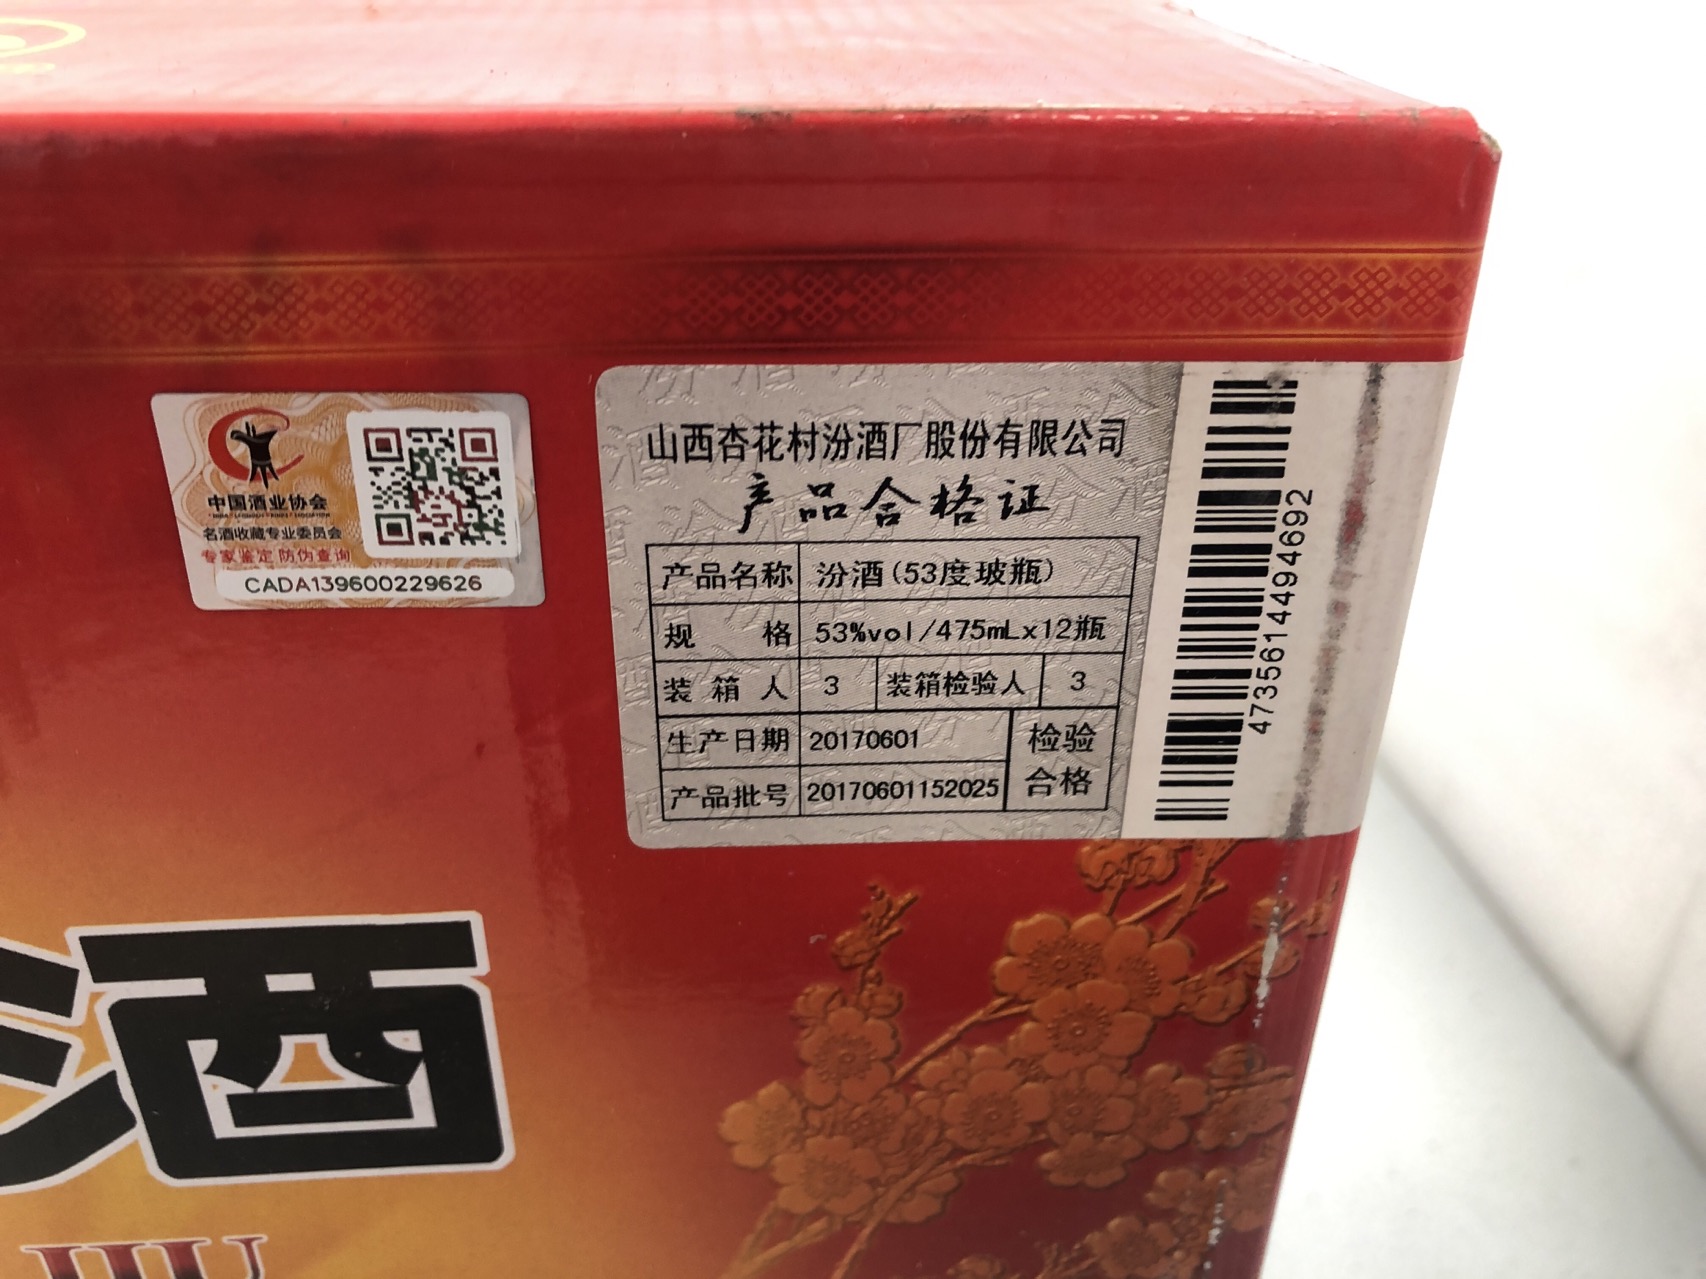 中国酒业协会
名酒收藏专业委员会
专家鉴定 防伪查询
CADA139600229626
山西杏花村汾酒厂股份有限公司
产品合格证
产品名称 汾酒(53度玻瓶)
规 格 53%vol/475mLx12瓶
装 箱 人 3 装箱检验人 3
生产日期 20170601
产品批号 20170601152025
检验
合格
4735614494692
酒
JIU